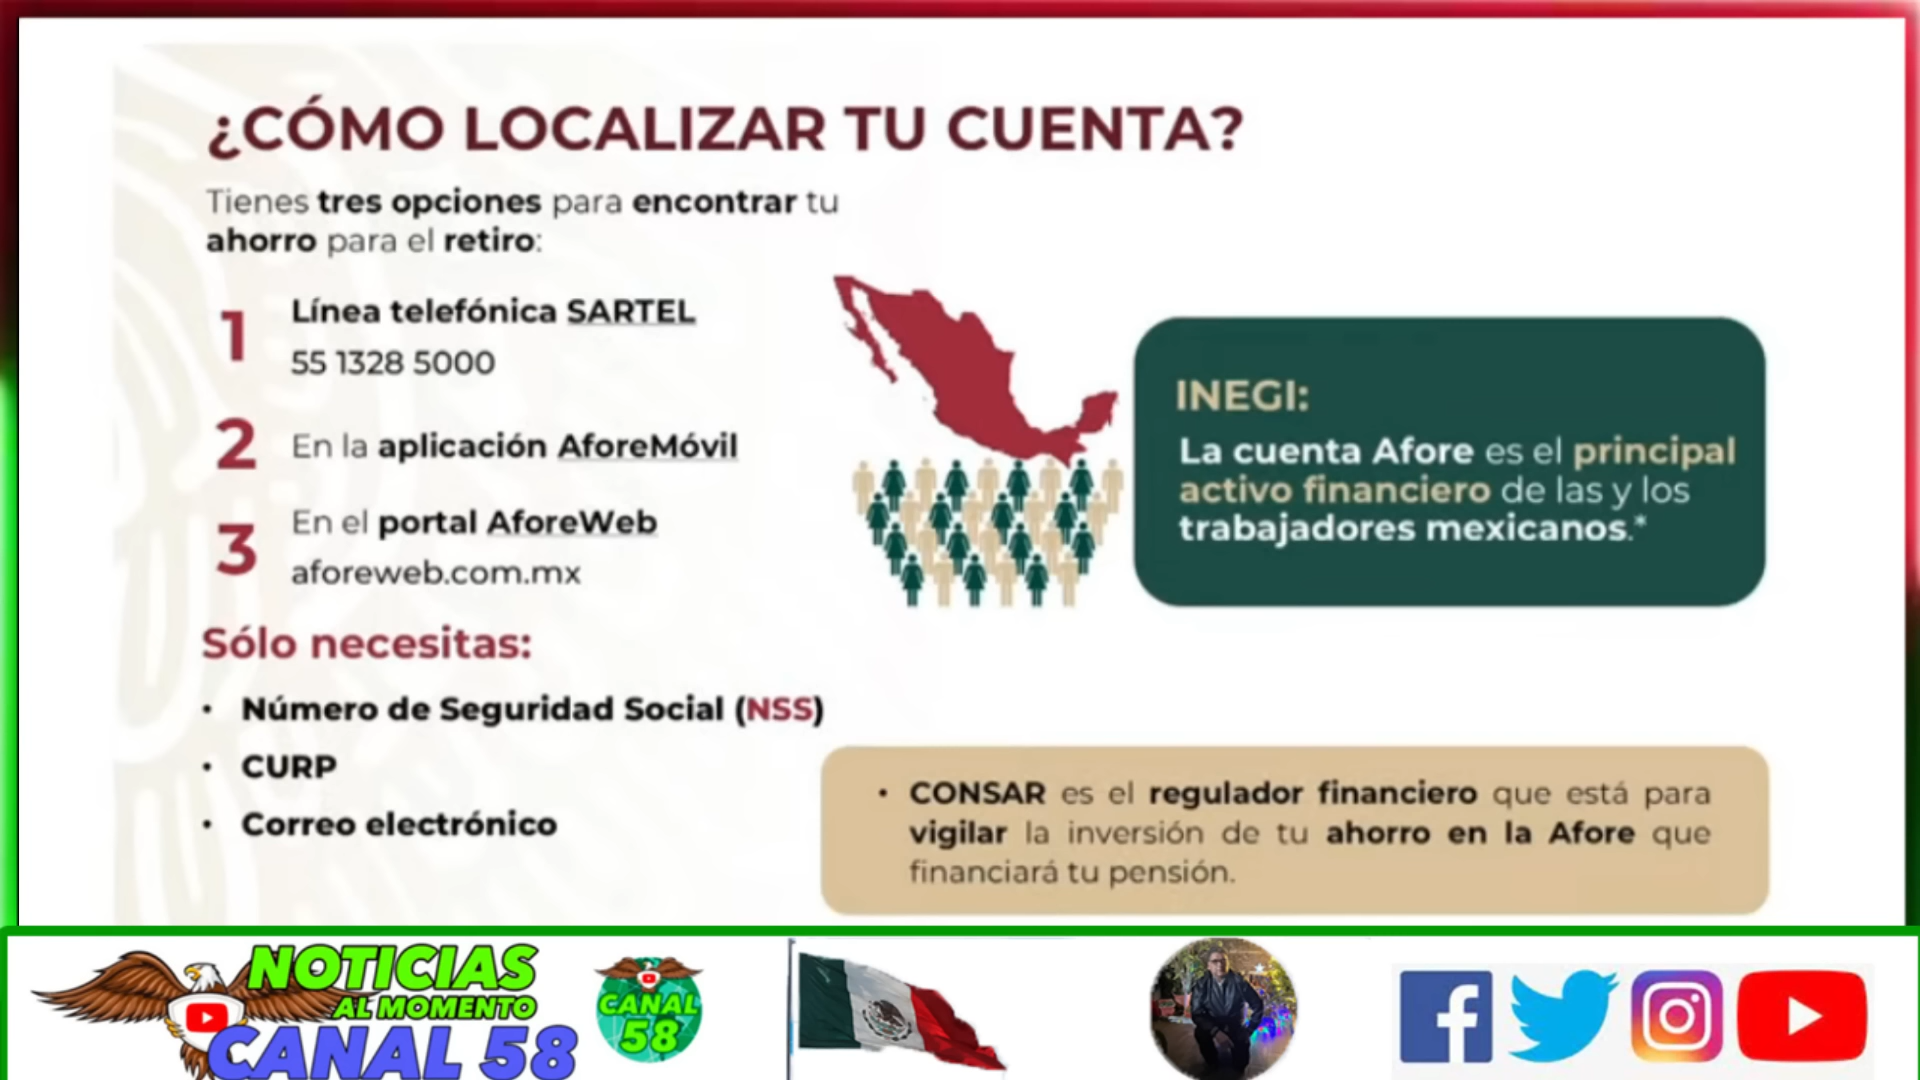 ¿CÓMO LOCALIZAR TU CUENTA?
Tienes tres opciones para encontrar tu
ahorro para el retiro:
1 Línea telefónica SARTEL
55 1328 5000
2 En la aplicación AforeMóvil
3 En el portal AforeWeb
aforeweb.com.mx
Sólo necesitas:
• Número de Seguridad Social (NSS)
• CURP
• Correo electrónico
INEGI:
La cuenta Afore es el principal
activo financiero de las y los
trabajadores mexicanos.*
• CONSAR es el regulador financiero que está para
vigilar la inversión de tu ahorro en la Afore que
financiará tu pensión.
NOTICIAS
AL MOMENTO
CANAL 58
CANAL
58